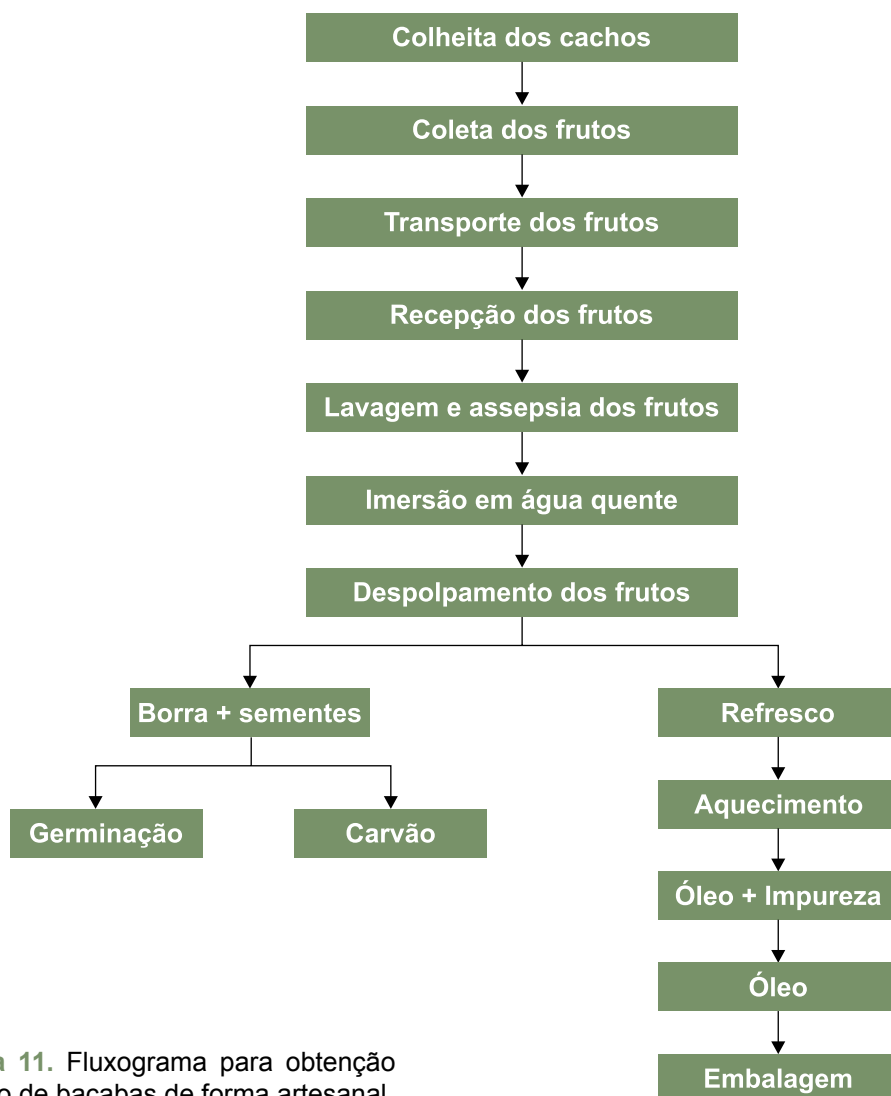 Colheita dos cachos
Coleta dos frutos
Transporte dos frutos
Recepção dos frutos
Lavagem e assepsia dos frutos
Imersão em água quente
Despolpamento dos frutos
Borra + sementes
Refresco
Aquecimento
Germinação
Carvão
Óleo + Impureza
Óleo
Embalagem
11. Fluxograma para obtenção
de bacabas de forma artesanal.